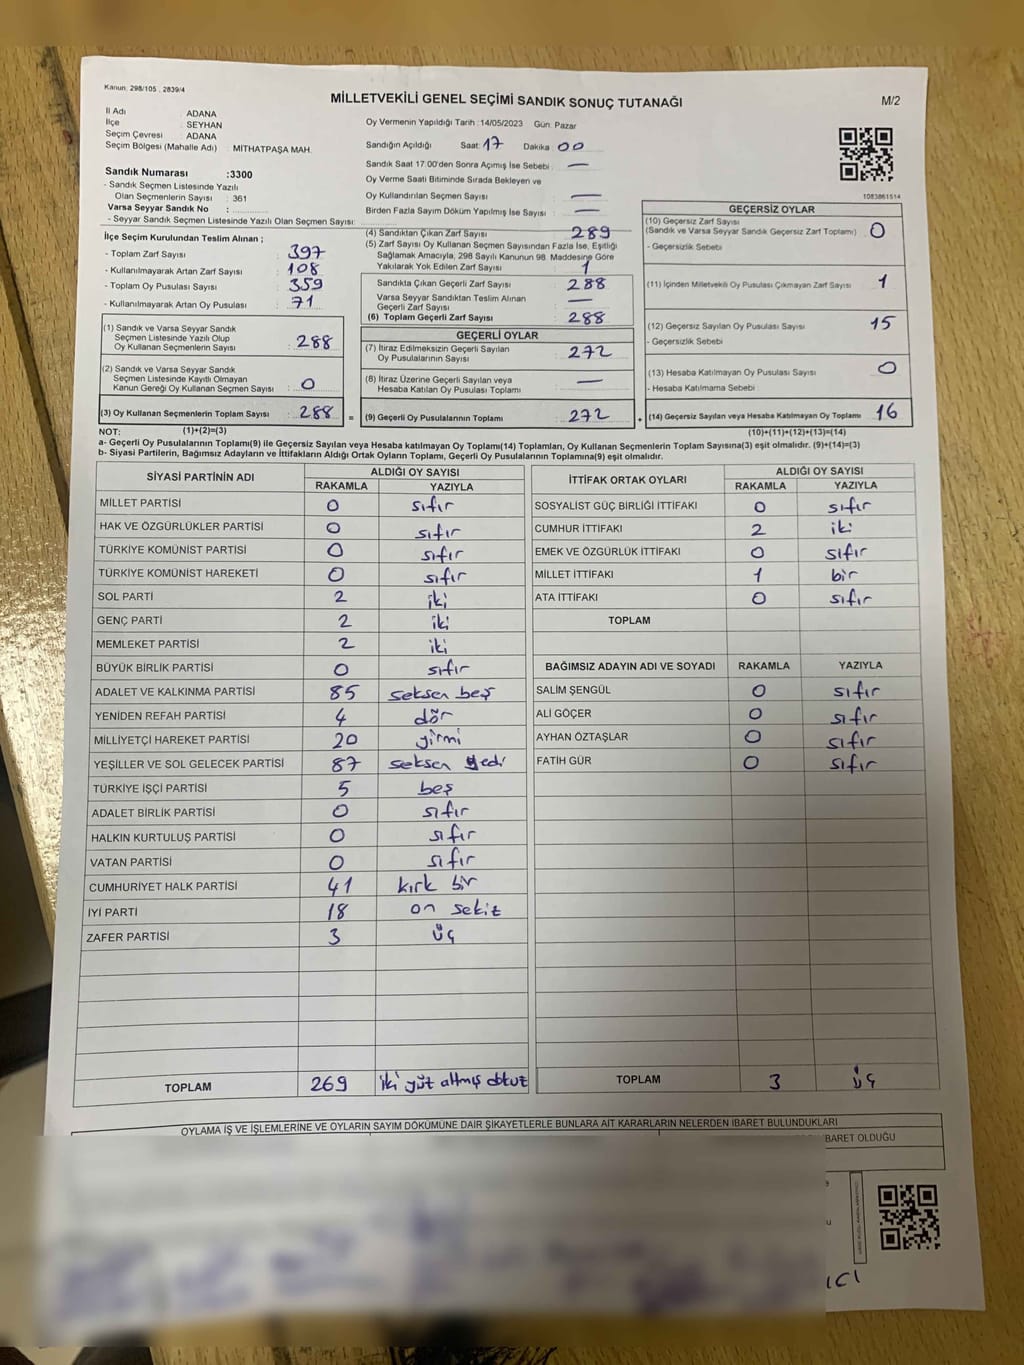 Kanun: 298/105 , 2839/4
MİLLETVEKİLİ GENEL SEÇİMİ SANDIK SONUÇ TUTANAĞI
M/2
İl Adı ADANA
İlçe SEYHAN
Seçim Çevresi ADANA
Seçim Bölgesi (Mahalle Adı) MİTHATPAŞA MAH.
Sandık Numarası :3300
- Sandık Seçmen Listesinde Yazılı
Olan Seçmenlerin Sayısı : 361
Varsa Seyyar Sandık No :
- Seyyar Sandık Seçmen Listesinde Yazılı Olan Seçmen Sayısı:
Oy Vermenin Yapıldığı Tarih :14/05/2023 Gün: Pazar
Sandığın Açıldığı Saat: 17 Dakika 00
Sandık Saat 17.00'den Sonra Açımış İse Sebebi : —
Oy Verme Saati Bitiminde Sırada Bekleyen ve
Oy Kullandırılan Seçmen Sayısı —
Birden Fazla Sayım Döküm Yapılmış İse Sayısı : —
1083861514
İlçe Seçim Kurulundan Teslim Alınan ;
- Toplam Zarf Sayısı : 397
- Kullanılmayarak Artan Zarf Sayısı : 108
- Toplam Oy Pusulası Sayısı : 359
- Kullanılmayarak Artan Oy Pusulası : 71
(1) Sandık ve Varsa Seyyar Sandık
Seçmen Listesinde Yazılı Olup
Oy Kullanan Seçmenlerin Sayısı : 288
(2) Sandık ve Varsa Seyyar Sandık
Seçmen Listesinde Kayıtlı Olmayan
Kanun Gereği Oy Kullanan Seçmen Sayısı : 0
(3) Oy Kullanan Seçmenlerin Toplam Sayısı : 288 =
(4) Sandıktan Çıkan Zarf Sayısı 289
(5) Zarf Sayısı Oy Kullanan Seçmen Sayısından Fazla İse, Eşitliği
Sağlamak Amacıyla, 298 Sayılı Kanunun 98. Maddesine Göre
Yakılarak Yok Edilen Zarf Sayısı : 1
Sandıkta Çıkan Geçerli Zarf Sayısı : 288
Varsa Seyyar Sandıktan Teslim Alınan
Geçerli Zarf Sayısı : —
(6) Toplam Geçerli Zarf Sayısı : 288
GEÇERLİ OYLAR
(7) İtiraz Edilmeksizin Geçerli Sayılan
Oy Pusulalarının Sayısı : 272
(8) İtiraz Üzerine Geçerli Sayılan veya
Hesaba Katılan Oy Pusulası Toplamı : —
(9) Geçerli Oy Pusulalarının Toplamı : 272 +
GEÇERSİZ OYLAR
(10) Geçersiz Zarf Sayısı
(Sandık ve Varsa Seyyar Sandık Geçersiz Zarf Toplamı) : 0
- Geçersizlik Sebebi :
(11) İçinden Milletvekili Oy Pusulası Çıkmayan Zarf Sayısı : 1
(12) Geçersiz Sayılan Oy Pusulası Sayısı : 15
- Geçersizlik Sebebi :
(13) Hesaba Katılmayan Oy Pusulası Sayısı : 0
- Hesaba Katılmama Sebebi :
(14) Geçersiz Sayılan veya Hesaba Katılmayan Oy Toplamı : 16
NOT: (1)+(2)=(3) (10)+(11)+(12)+(13)=(14)
a- Geçerli Oy Pusulalarının Toplamı(9) ile Geçersiz Sayılan veya Hesaba katılmayan Oy Toplamı(14) Toplamları, Oy Kullanan Seçmenlerin Toplam Sayısına(3) eşit olmalıdır. (9)+(14)=(3)
b- Siyasi Partilerin, Bağımsız Adayların ve İttifakların Aldığı Ortak Oyların Toplamı, Geçerli Oy Pusulalarının Toplamına(9) eşit olmalıdır.
SİYASİ PARTİNİN ADI ALDIĞI OY SAYISI
RAKAMLA YAZIYLA
MİLLET PARTİSİ 0 sıfır
HAK VE ÖZGÜRLÜKLER PARTİSİ 0 sıfır
TÜRKİYE KOMÜNİST PARTİSİ 0 sıfır
TÜRKİYE KOMÜNİST HAREKETİ 0 sıfır
SOL PARTİ 2 iki
GENÇ PARTİ 2 iki
MEMLEKET PARTİSİ 2 iki
BÜYÜK BİRLİK PARTİSİ 0 sıfır
ADALET VE KALKINMA PARTİSİ 85 seksen beş
YENİDEN REFAH PARTİSİ 4 dör
MİLLİYETÇİ HAREKET PARTİSİ 20 yirmi
YEŞİLLER VE SOL GELECEK PARTİSİ 87 seksen yedi
TÜRKİYE İŞÇİ PARTİSİ 5 beş
ADALET BİRLİK PARTİSİ 0 sıfır
HALKIN KURTULUŞ PARTİSİ 0 sıfır
VATAN PARTİSİ 0 sıfır
CUMHURİYET HALK PARTİSİ 41 kırk bir
İYİ PARTİ 18 on sekiz
ZAFER PARTİSİ 3 üç
TOPLAM 269 iki yüz altmış dokuz
İTTİFAK ORTAK OYLARI ALDIĞI OY SAYISI
RAKAMLA YAZIYLA
SOSYALİST GÜÇ BİRLİĞİ İTTİFAKI 0 sıfır
CUMHUR İTTİFAKI 2 iki
EMEK VE ÖZGÜRLÜK İTTİFAKI 0 sıfır
MİLLET İTTİFAKI 1 bir
ATA İTTİFAKI 0 sıfır
TOPLAM
BAĞIMSIZ ADAYIN ADI VE SOYADI RAKAMLA YAZIYLA
SALİM ŞENGÜL 0 sıfır
ALİ GÖÇER 0 sıfır
AYHAN ÖZTAŞLAR 0 sıfır
FATİH GÜR 0 sıfır
TOPLAM 3 üç
OYLAMA İŞ VE İŞLEMLERİNE VE OYLARIN SAYIM DÖKÜMÜNE DAİR ŞİKAYETLERLE BUNLARA AİT KARARLARIN NELERDEN İBARET BULUNDUKLARI
BARET OLDUĞU
ICI